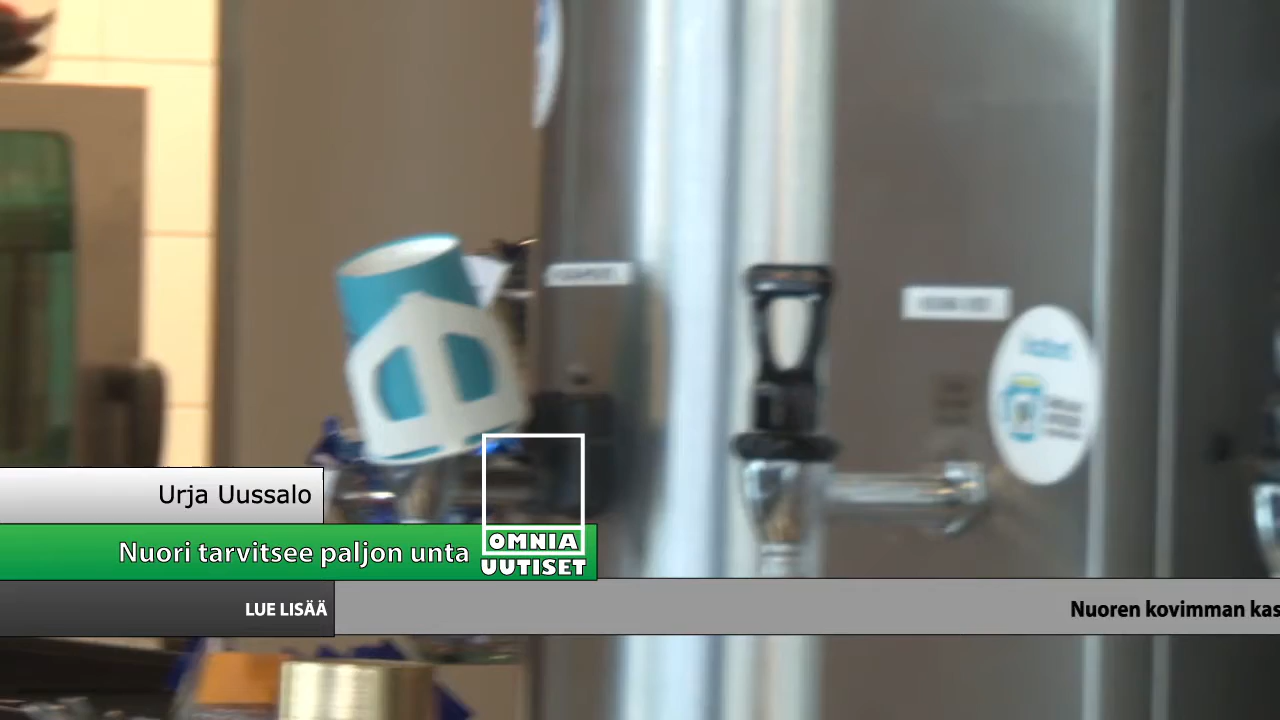 Urja Uussalo
Nuori tarvitsee paljon unta
OMNIA
UUTISET
LUE LISÄÄ
Nuoren kovimman kas